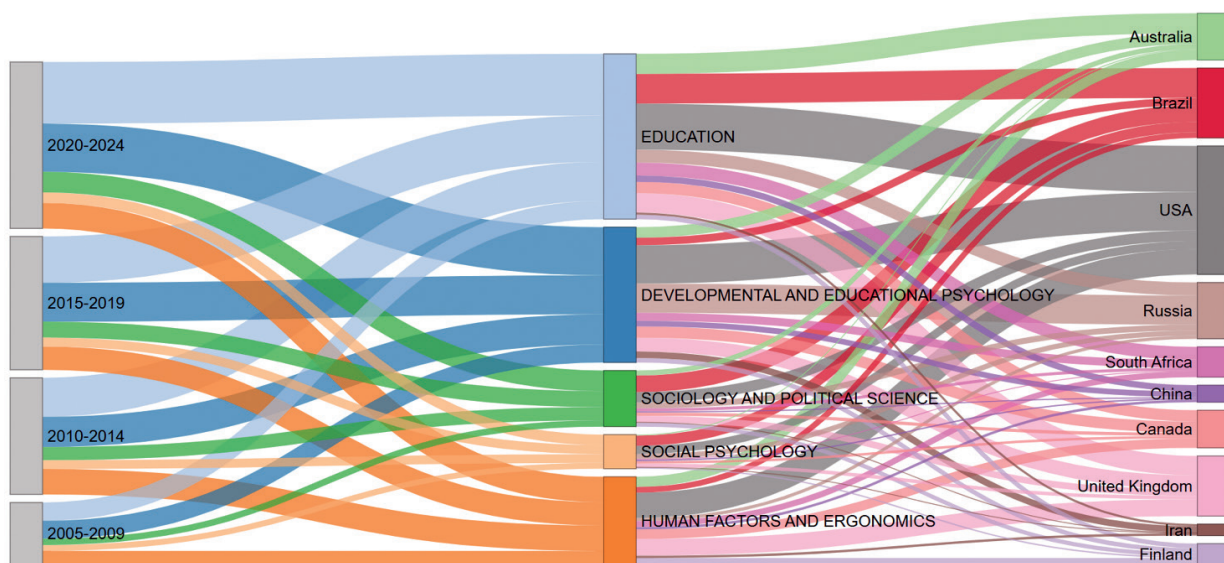 2020-2024
2015-2019
2010-2014
2005-2009
EDUCATION
DEVELOPMENTAL AND EDUCATIONAL PSYCHOLOGY
SOCIOLOGY AND POLITICAL SCIENCE
SOCIAL PSYCHOLOGY
HUMAN FACTORS AND ERGONOMICS
Australia
Brazil
USA
Russia
South Africa
China
Canada
United Kingdom
Iran
Finland